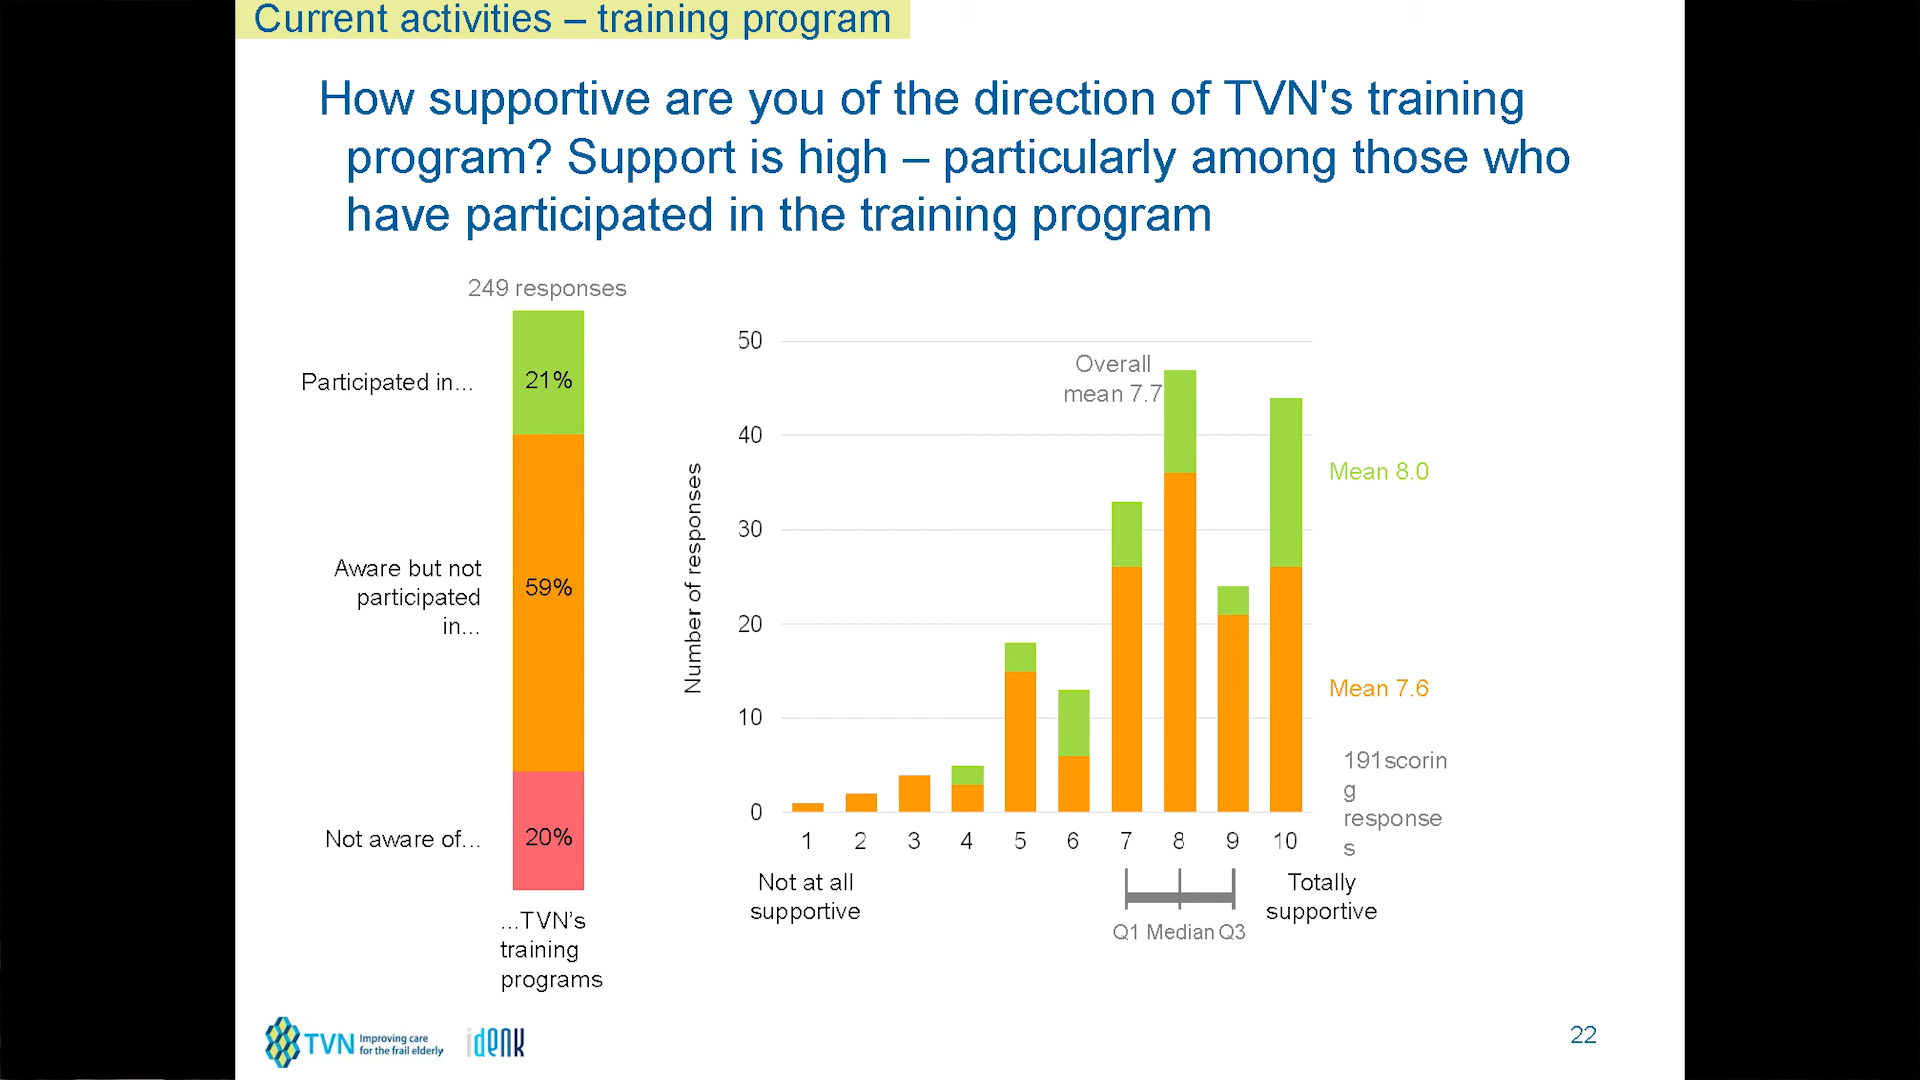 Current activities – training program
How supportive are you of the direction of TVN's training
program? Support is high – particularly among those who
have participated in the training program
249 responses
Participated in...
21%
Aware but not
participated
in...
59%
Not aware of...
20%
...TVN’s
training
programs
Number of responses
50
40
30
20
10
0
Overall
mean 7.7
Mean 8.0
Mean 7.6
191scorin
g
response
s
1 2 3 4 5 6 7 8 9 10
Not at all
supportive
Totally
supportive
Q1 Median Q3
TVN Improving care
for the frail elderly
idenk
22